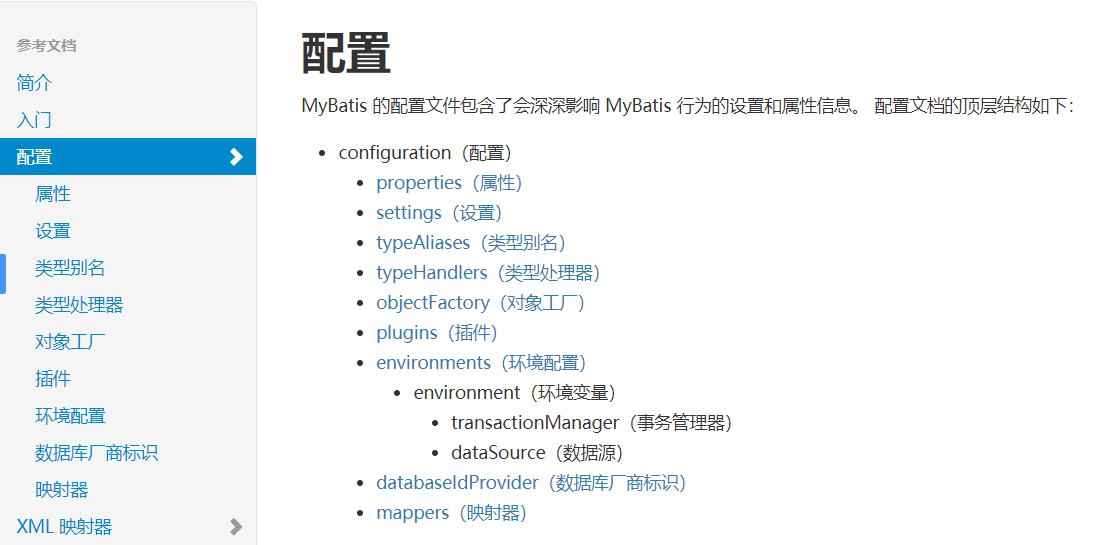 参考文档
简介
入门
配置
属性
设置
类型别名
类型处理器
对象工厂
插件
环境配置
数据库厂商标识
映射器
XML 映射器
配置
MyBatis 的配置文件包含了会深深影响 MyBatis 行为的设置和属性信息。 配置文档的顶层结构如下：
configuration（配置）
properties（属性）
settings（设置）
typeAliases（类型别名）
typeHandlers（类型处理器）
objectFactory（对象工厂）
plugins（插件）
environments（环境配置）
environment（环境变量）
transactionManager（事务管理器）
dataSource（数据源）
databaseIdProvider（数据库厂商标识）
mappers（映射器）